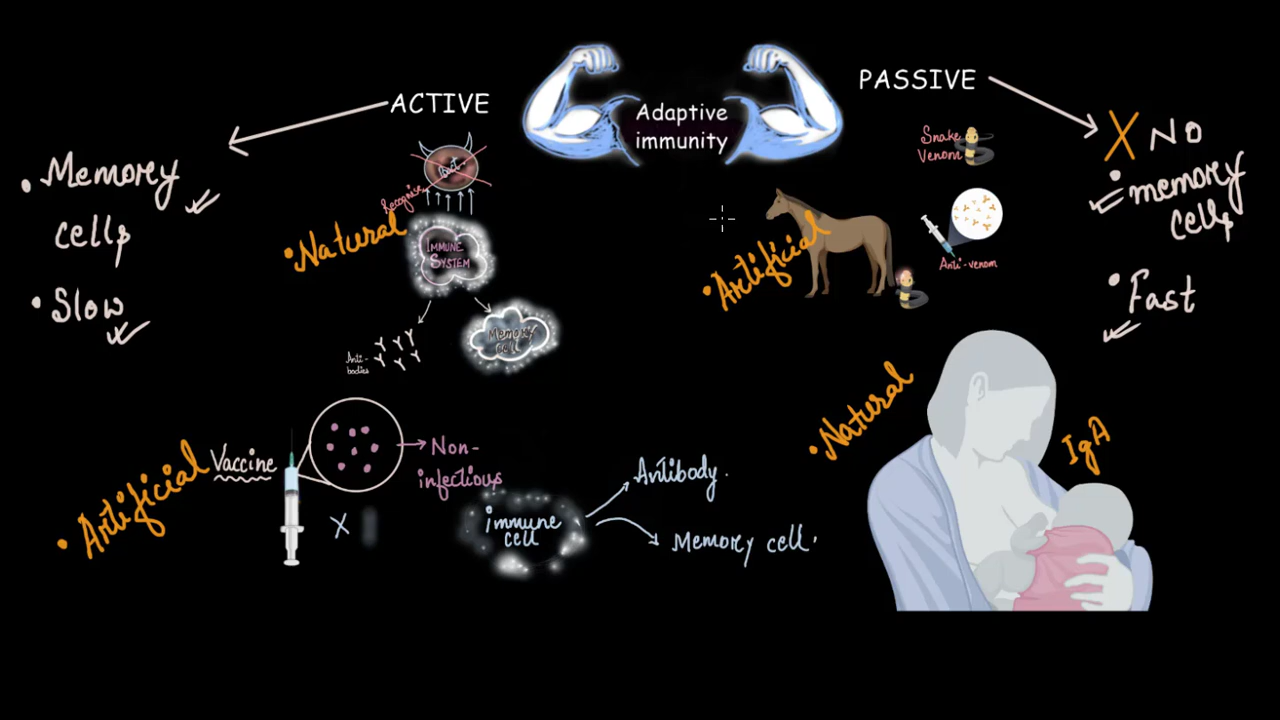 Adaptive
immunity
ACTIVE
• Memory
cells
• Slow
• Natural
Recognise
Bact
IMMUNE
SYSTEM
Anti-
bodies
Memory
cell
• Artificial
Vaccine
Non-
infectious
X
immune
cell
Antibody.
Memory cell.
PASSIVE
X NO
• memory
cells
• Fast
Snake
Venom
• Artificial
Anti-venom
• Natural
IgA